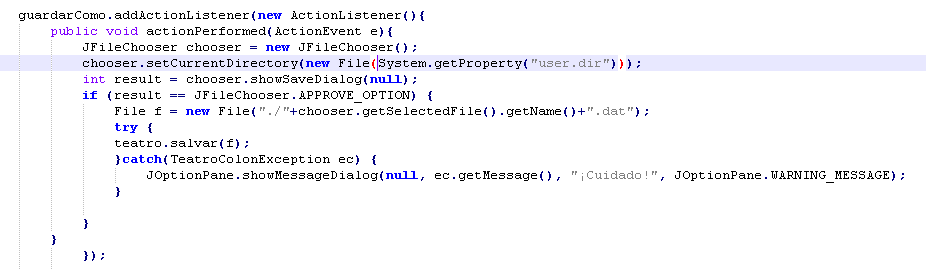 guardarComo.addActionListener(new ActionListener(){
public void actionPerformed(ActionEvent e){
JFileChooser chooser = new JFileChooser();
chooser.setCurrentDirectory(new File(System.getProperty("user.dir")));
int result = chooser.showSaveDialog(null);
if (result == JFileChooser.APPROVE_OPTION) {
File f = new File("./"+chooser.getSelectedFile().getName()+".dat");
try {
teatro.salvar(f);
}catch(TeatroColonException ec) {
JOptionPane.showMessageDialog(null, ec.getMessage(), "¡Cuidado!", JOptionPane.WARNING_MESSAGE);
}
}
}
});